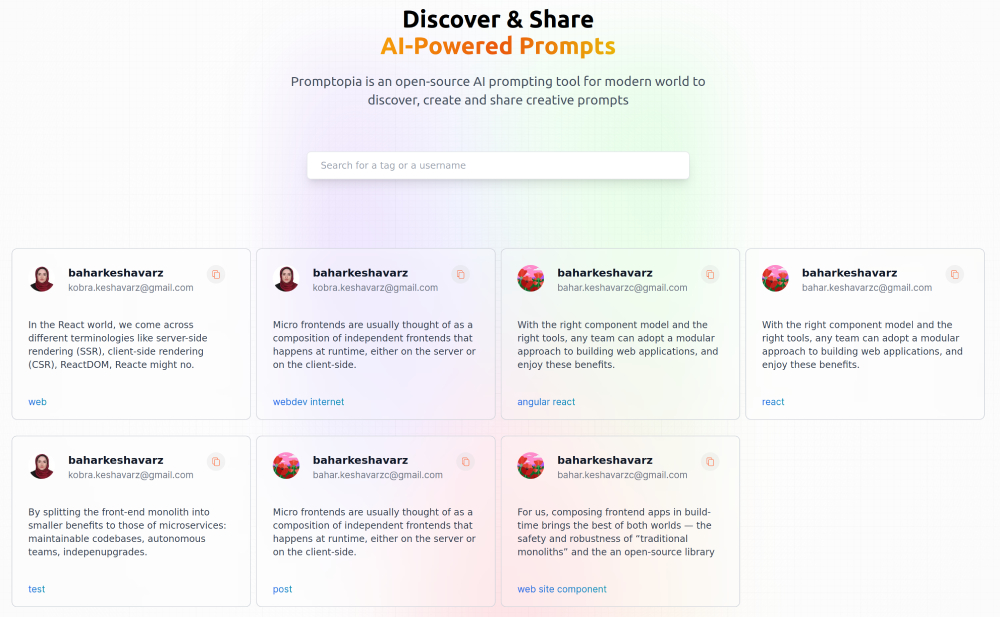 Discover & Share
AI-Powered Prompts
Promptopia is an open-source AI prompting tool for modern world to
discover, create and share creative prompts
Search for a tag or a username
baharkeshavarz
kobra.keshavarz@gmail.com
In the React world, we come across
different terminologies like server-side
rendering (SSR), client-side rendering
(CSR), ReactDOM, Reacte might no.
web
baharkeshavarz
kobra.keshavarz@gmail.com
Micro frontends are usually thought of as a
composition of independent frontends that
happens at runtime, either on the server or
on the client-side.
webdev internet
baharkeshavarz
bahar.keshavarzc@gmail.com
With the right component model and the
right tools, any team can adopt a modular
approach to building web applications, and
enjoy these benefits.
angular react
baharkeshavarz
bahar.keshavarzc@gmail.com
With the right component model and the
right tools, any team can adopt a modular
approach to building web applications, and
enjoy these benefits.
react
baharkeshavarz
kobra.keshavarz@gmail.com
By splitting the front-end monolith into
smaller benefits to those of microservices:
maintainable codebases, autonomous
teams, indepenupgrades.
test
baharkeshavarz
bahar.keshavarzc@gmail.com
Micro frontends are usually thought of as a
composition of independent frontends that
happens at runtime, either on the server or
on the client-side.
post
baharkeshavarz
bahar.keshavarzc@gmail.com
For us, composing frontend apps in build-
time brings the best of both worlds — the
safety and robustness of “traditional
monoliths” and the an open-source library
web site component